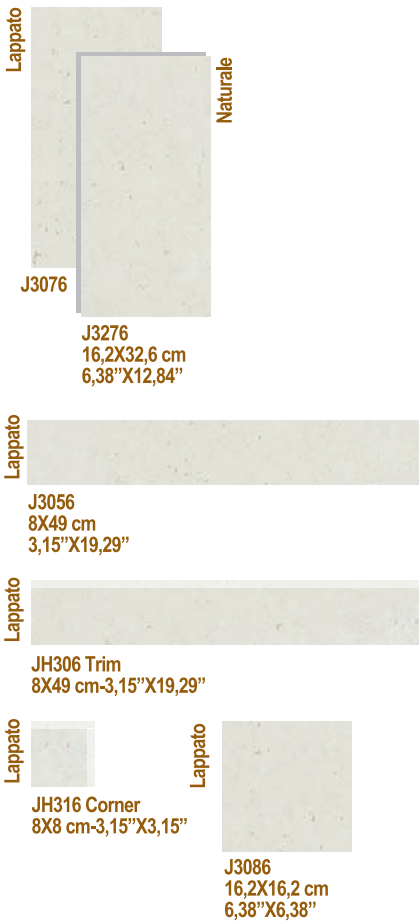 Lappato
Naturale
J3076
J3276
16,2X32,6 cm
6,38”X12,84”
Lappato
J3056
8X49 cm
3,15”X19,29”
Lappato
JH306 Trim
8X49 cm-3,15”X19,29”
Lappato
JH316 Corner
8X8 cm-3,15”X3,15”
Lappato
J3086
16,2X16,2 cm
6,38”X6,38”